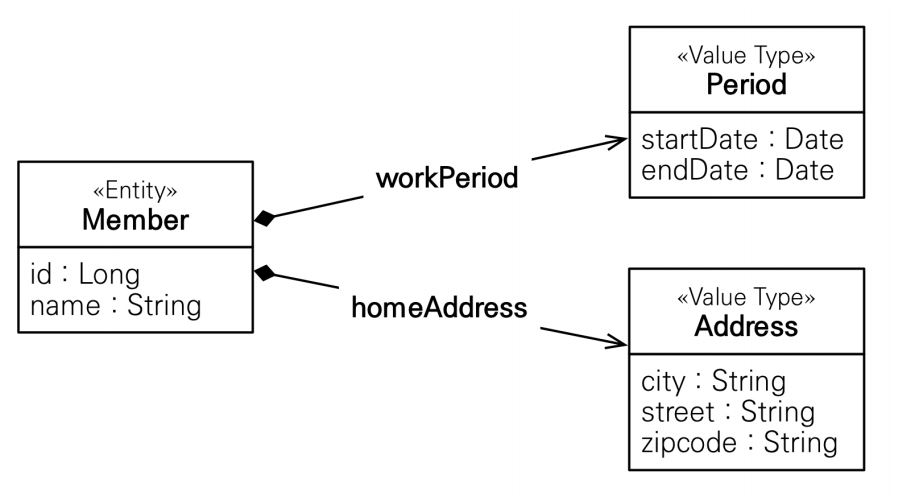 «Value Type»
Period
startDate : Date
endDate : Date
workPeriod
«Entity»
Member
id : Long
name : String
homeAddress
«Value Type»
Address
city : String
street : String
zipcode : String